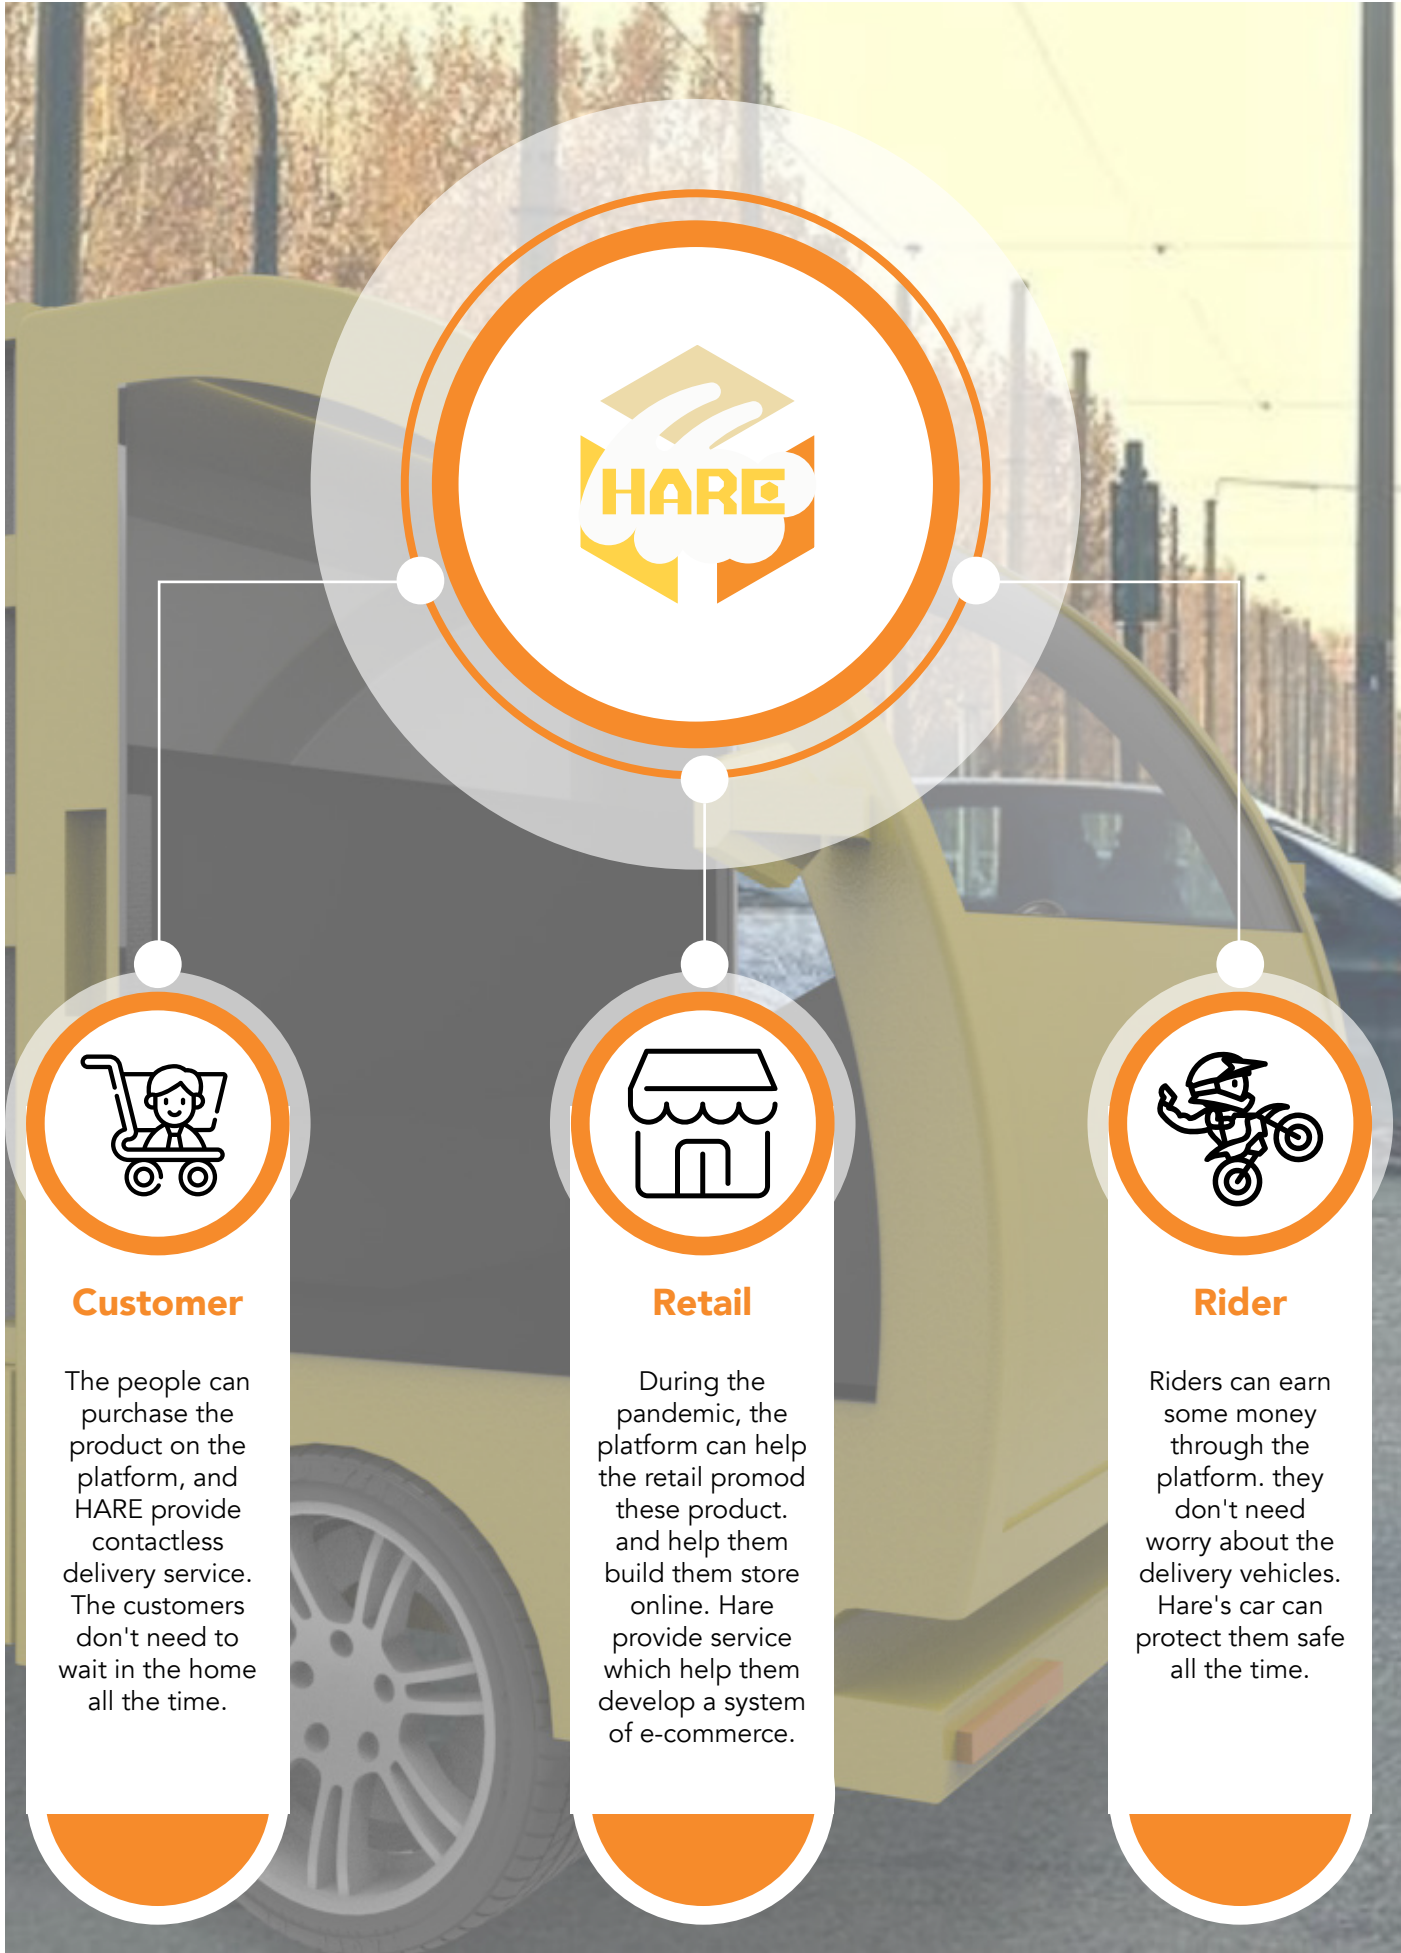 HARE
Customer
The people can
purchase the
product on the
platform, and
HARE provide
contactless
delivery service.
The customers
don't need to
wait in the home
all the time.
Retail
During the
pandemic, the
platform can help
the retail promod
these product.
and help them
build them store
online. Hare
provide service
which help them
develop a system
of e-commerce.
Rider
Riders can earn
some money
through the
platform. they
don't need
worry about the
delivery vehicles.
Hare's car can
protect them safe
all the time.